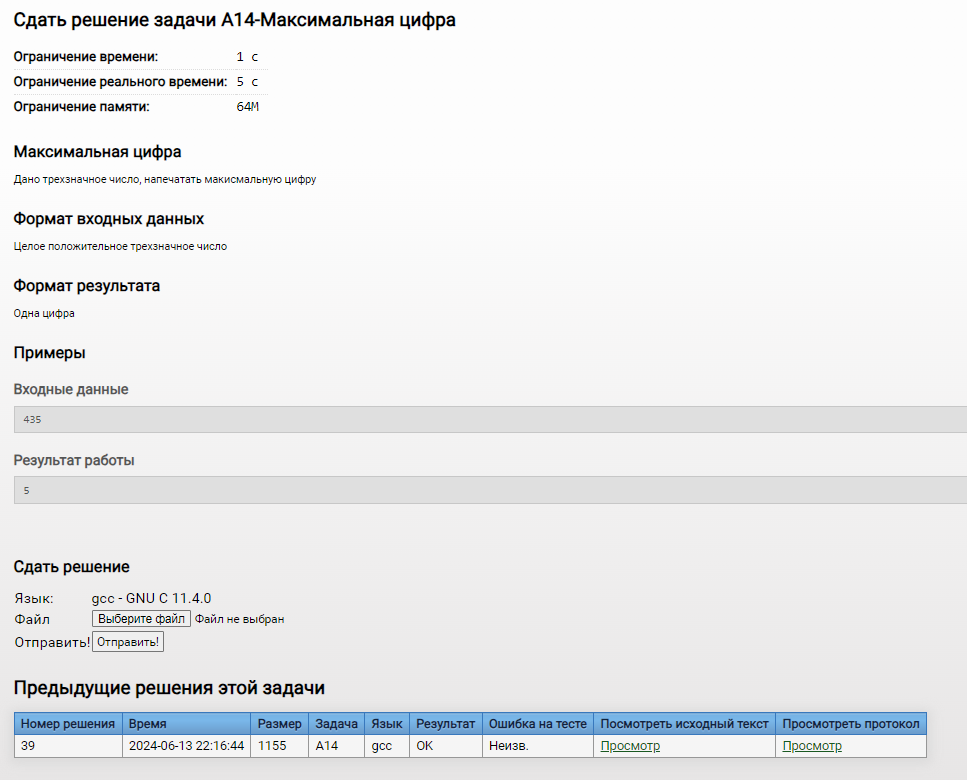 Сдать решение задачи A14-Максимальная цифра
Ограничение времени: 1 с
Ограничение реального времени: 5 с
Ограничение памяти: 64M
Максимальная цифра
Дано трехзначное число, напечатать макисмальную цифру
Формат входных данных
Целое положительное трехзначное число
Формат результата
Одна цифра
Примеры
Входные данные
435
Результат работы
5
Сдать решение
Язык: gcc - GNU C 11.4.0
Файл Выберите файл Файл не выбран
Отправить! Отправить!
Предыдущие решения этой задачи
Номер решения Время Размер Задача Язык Результат Ошибка на тесте Посмотреть исходный текст Просмотреть протокол
39 2024-06-13 22:16:44 1155 A14 gcc OK Неизв. Просмотр Просмотр